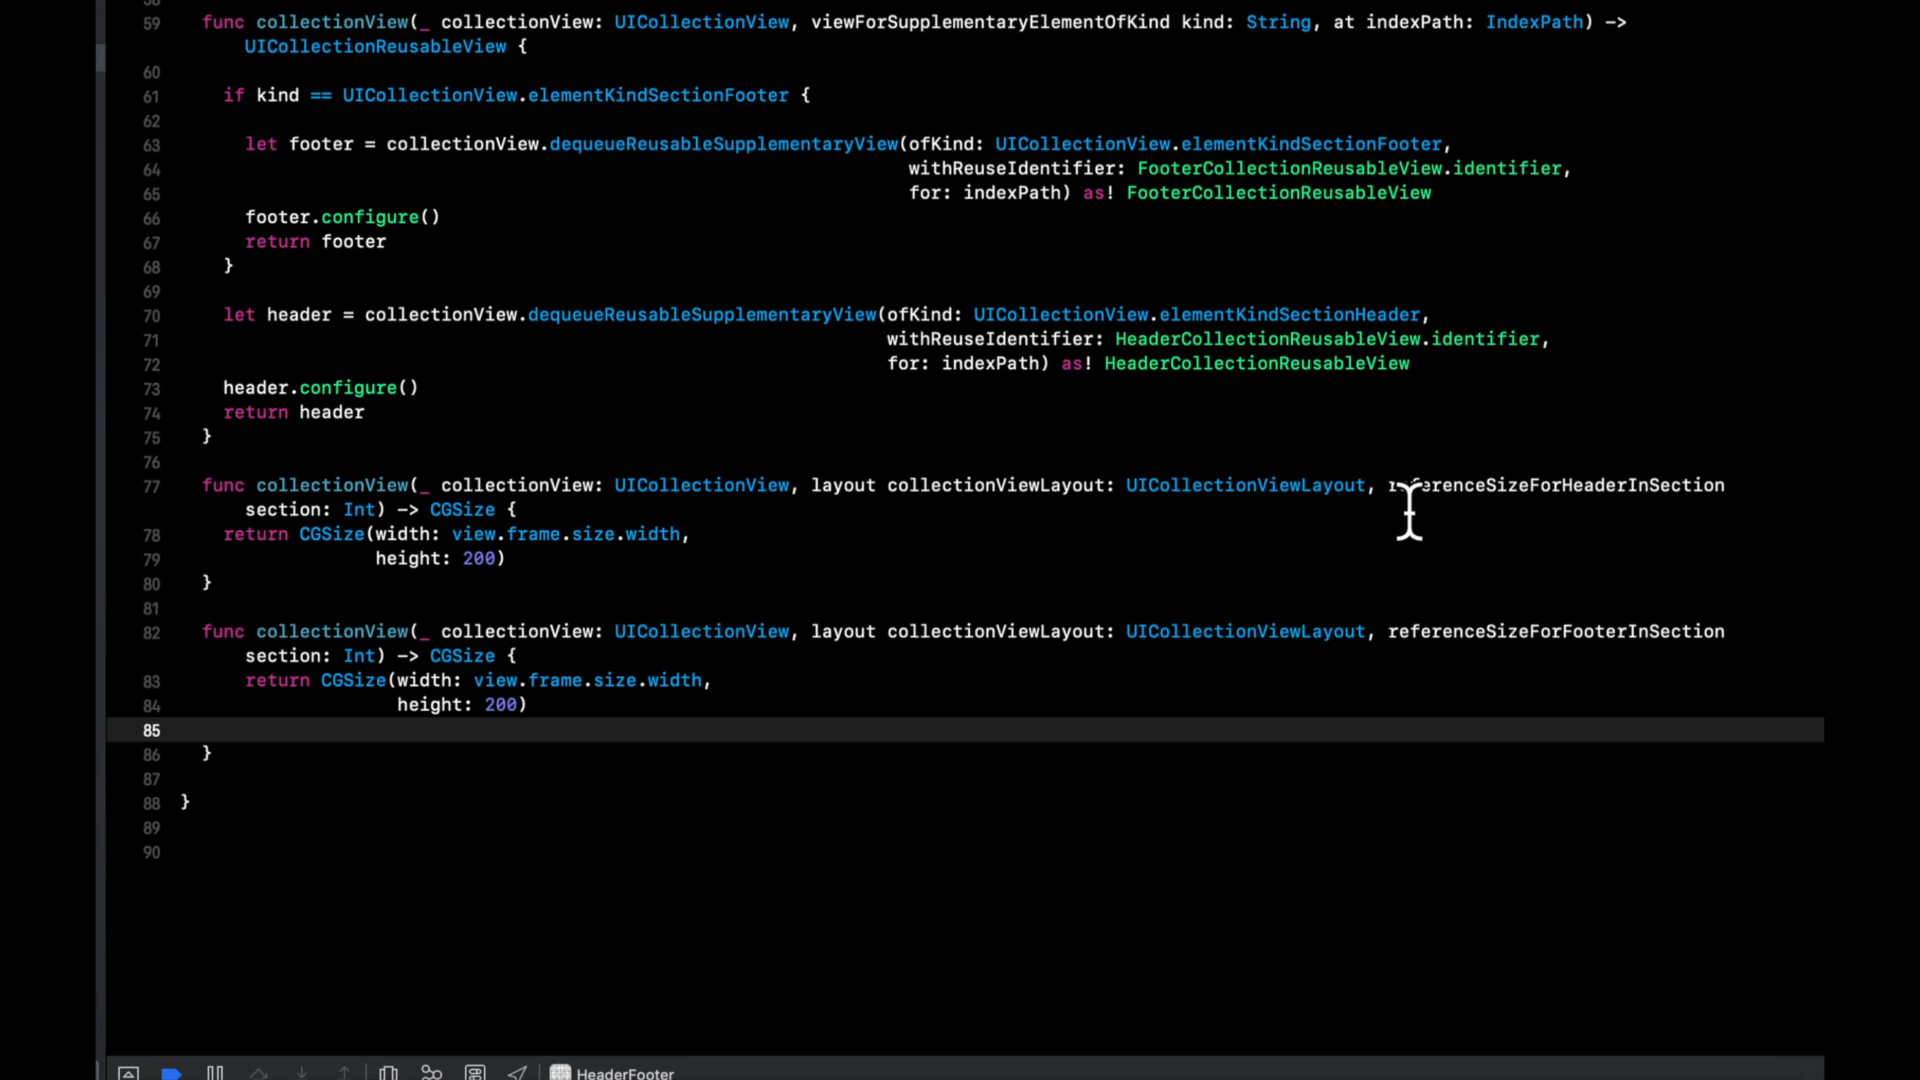 58
59 func collectionView(_ collectionView: UICollectionView, viewForSupplementaryElementOfKind kind: String, at indexPath: IndexPath) ->
UICollectionReusableView {
60
61 if kind == UICollectionView.elementKindSectionFooter {
62
63 let footer = collectionView.dequeueReusableSupplementaryView(ofKind: UICollectionView.elementKindSectionFooter,
64 withReuseIdentifier: FooterCollectionReusableView.identifier,
65 for: indexPath) as! FooterCollectionReusableView
66 footer.configure()
67 return footer
68 }
69
70 let header = collectionView.dequeueReusableSupplementaryView(ofKind: UICollectionView.elementKindSectionHeader,
71 withReuseIdentifier: HeaderCollectionReusableView.identifier,
72 for: indexPath) as! HeaderCollectionReusableView
73 header.configure()
74 return header
75 }
76
77 func collectionView(_ collectionView: UICollectionView, layout collectionViewLayout: UICollectionViewLayout, referenceSizeForHeaderInSection
section: Int) -> CGSize {
78 return CGSize(width: view.frame.size.width,
79 height: 200)
80 }
81
82 func collectionView(_ collectionView: UICollectionView, layout collectionViewLayout: UICollectionViewLayout, referenceSizeForFooterInSection
section: Int) -> CGSize {
83 return CGSize(width: view.frame.size.width,
84 height: 200)
85
86 }
87
88 }
89
90
HeaderFooter